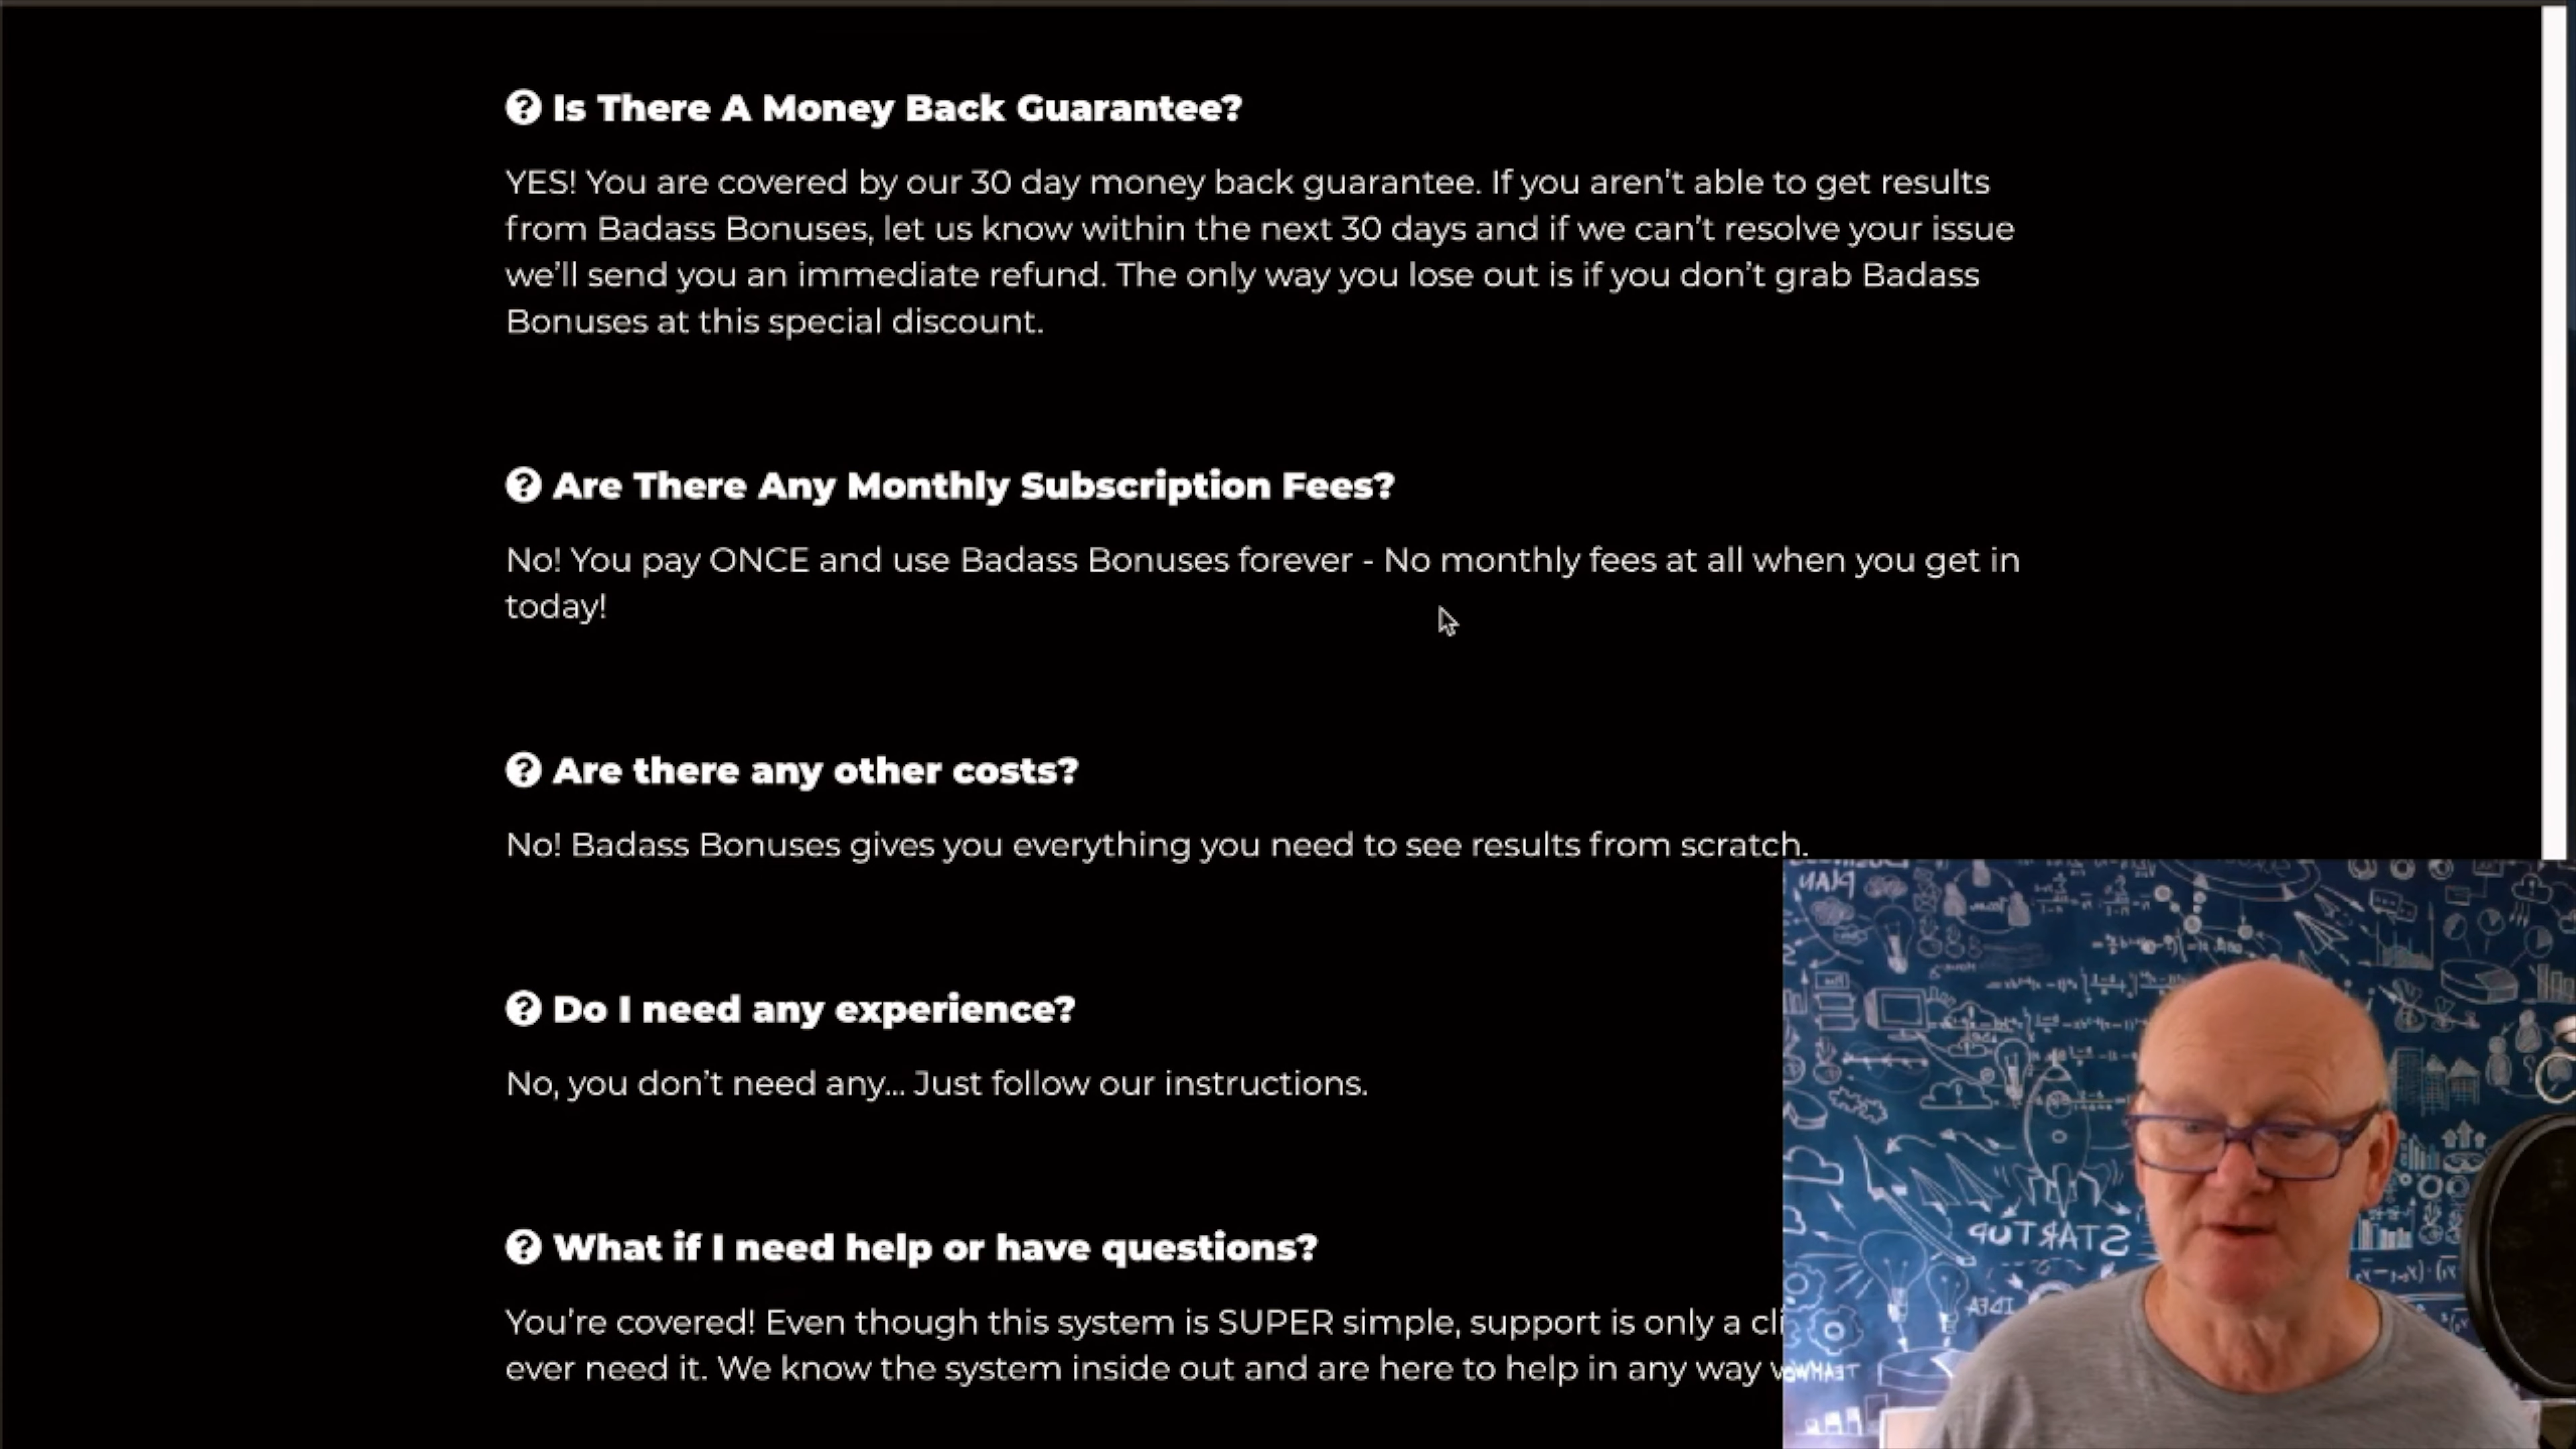 Is There A Money Back Guarantee?
YES! You are covered by our 30 day money back guarantee. If you aren't able to get results
from Badass Bonuses, let us know within the next 30 days and if we can't resolve your issue
we'll send you an immediate refund. The only way you lose out is if you don't grab Badass
Bonuses at this special discount.
Are There Any Monthly Subscription Fees?
No! You pay ONCE and use Badass Bonuses forever - No monthly fees at all when you get in
today!
Are there any other costs?
No! Badass Bonuses gives you everything you need to see results from scratch.
PLAN
Do I need any experience?
No, you don't need any... Just follow our instructions.
STARTUP
What if I need help or have questions?
IDEA
You're covered! Even though this system is SUPER simple, support is only a cli
ever need it. We know the system inside out and are here to help in any way
TEAMWO